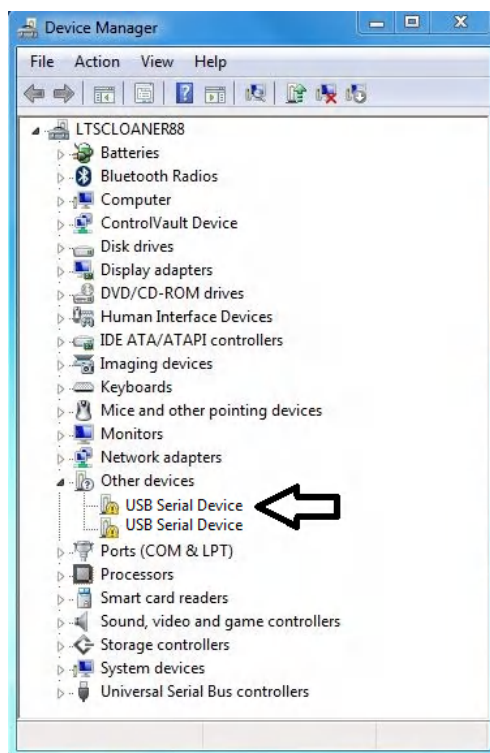 Device Manager
File Action View Help
LTSCLOANER88
Batteries
Bluetooth Radios
Computer
ControlVault Device
Disk drives
Display adapters
DVD/CD-ROM drives
Human Interface Devices
IDE ATA/ATAPI controllers
Imaging devices
Keyboards
Mice and other pointing devices
Monitors
Network adapters
Other devices
USB Serial Device
USB Serial Device
Ports (COM & LPT)
Processors
Smart card readers
Sound, video and game controllers
Storage controllers
System devices
Universal Serial Bus controllers